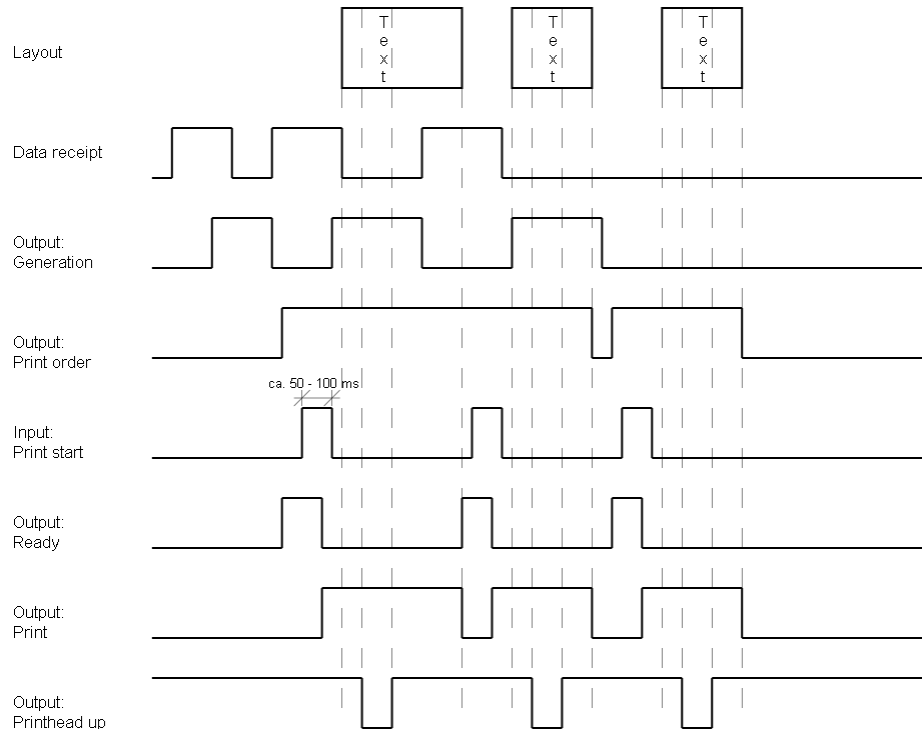 Layout
T
e
x
t
T
e
x
t
T
e
x
t
Data receipt
Output:
Generation
Output:
Print order
ca. 50 - 100 ms
Input:
Print start
Output:
Ready
Output:
Print
Output:
Printhead up